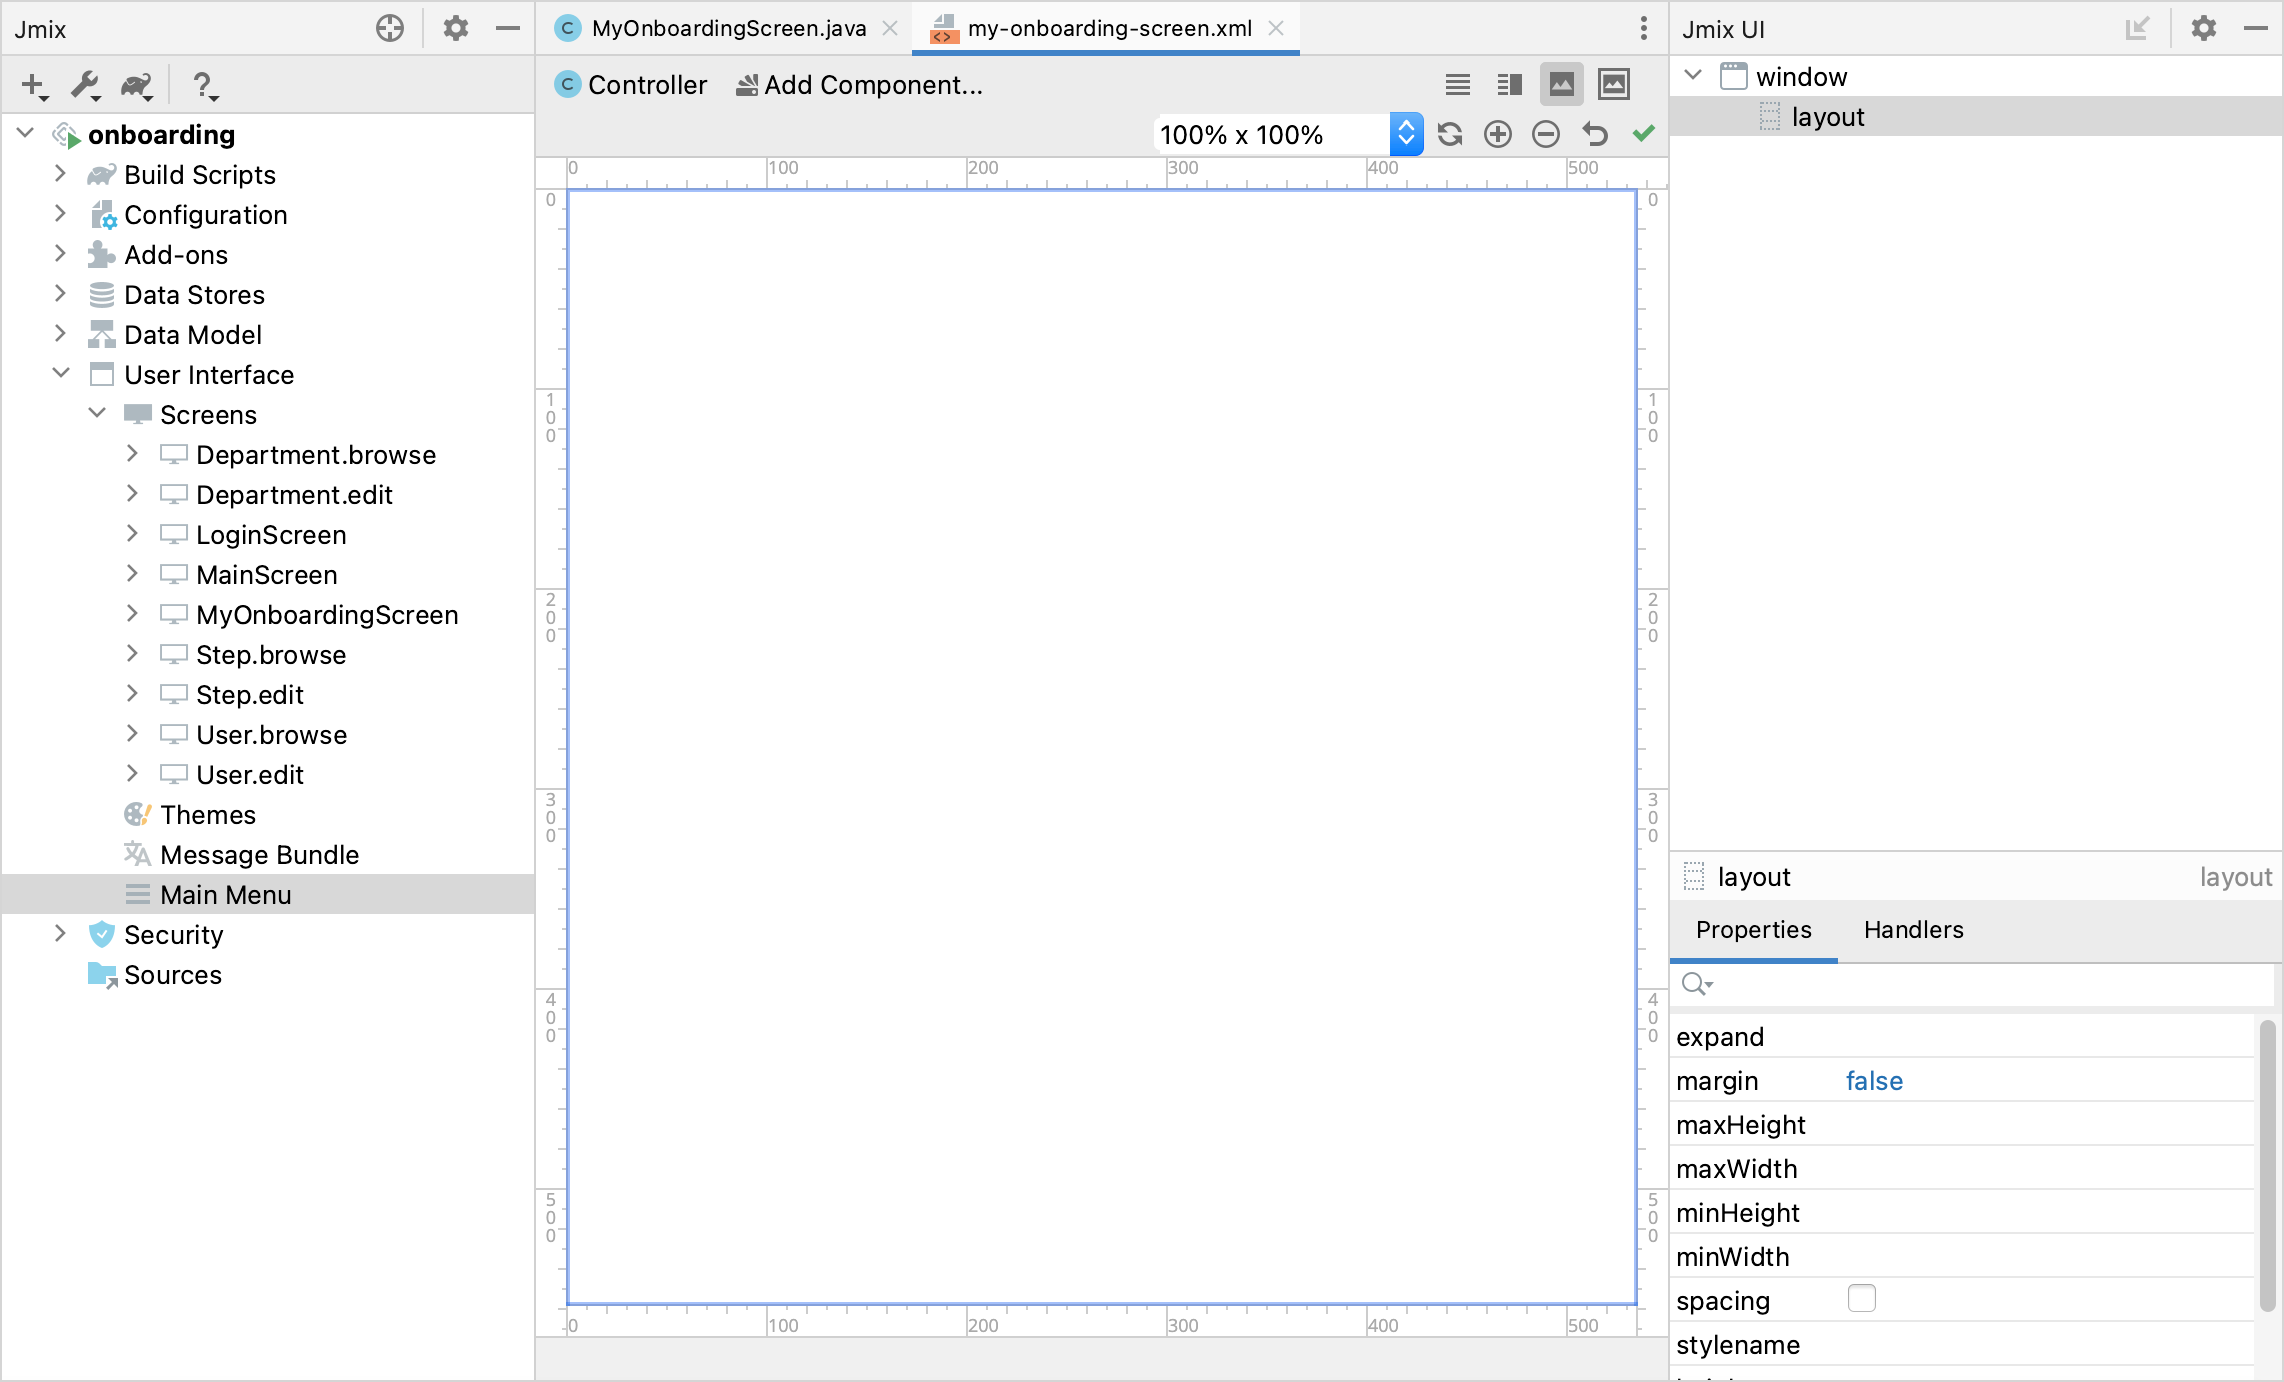 Jmix
onboarding
Build Scripts
Configuration
Add-ons
Data Stores
Data Model
User Interface
Screens
Department.browse
Department.edit
LoginScreen
MainScreen
MyOnboardingScreen
Step.browse
Step.edit
User.browse
User.edit
Themes
Message Bundle
Main Menu
Security
Sources
C MyOnboardingScreen.java
my-onboarding-screen.xml
C Controller
Add Component...
100% x 100%
0 100 200 300 400 500
0
100
200
300
400
500
0
100
200
300
400
500
0 100 200 300 400 500
Jmix UI
window
layout
layout layout
Properties Handlers
expand
margin false
maxHeight
maxWidth
minHeight
minWidth
spacing
stylename